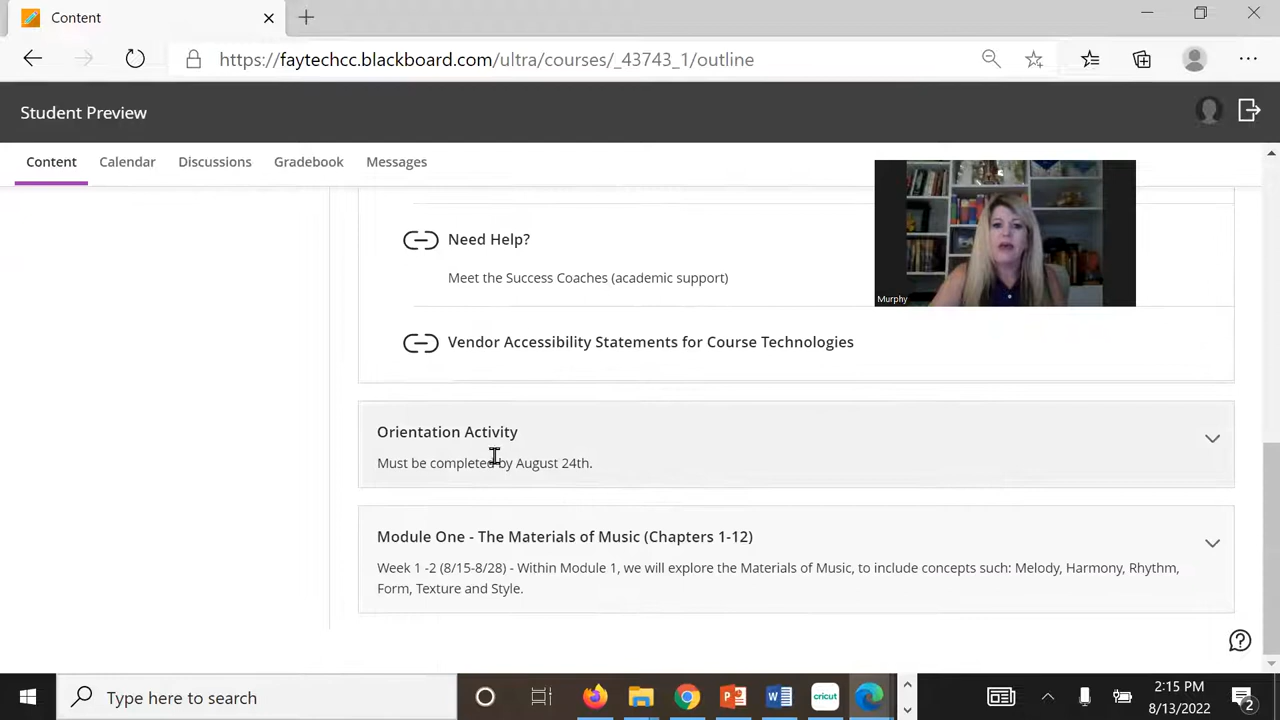 Content
https://faytechcc.blackboard.com/ultra/courses/_43743_1/outline
Student Preview
Content Calendar Discussions Gradebook Messages
Need Help?
Meet the Success Coaches (academic support)
Murphy
Vendor Accessibility Statements for Course Technologies
Orientation Activity
Must be completed by August 24th.
Module One - The Materials of Music (Chapters 1-12)
Week 1 -2 (8/15-8/28) - Within Module 1, we will explore the Materials of Music, to include concepts such: Melody, Harmony, Rhythm,
Form, Texture and Style.
Type here to search
cricut
2:15 PM
8/13/2022
2